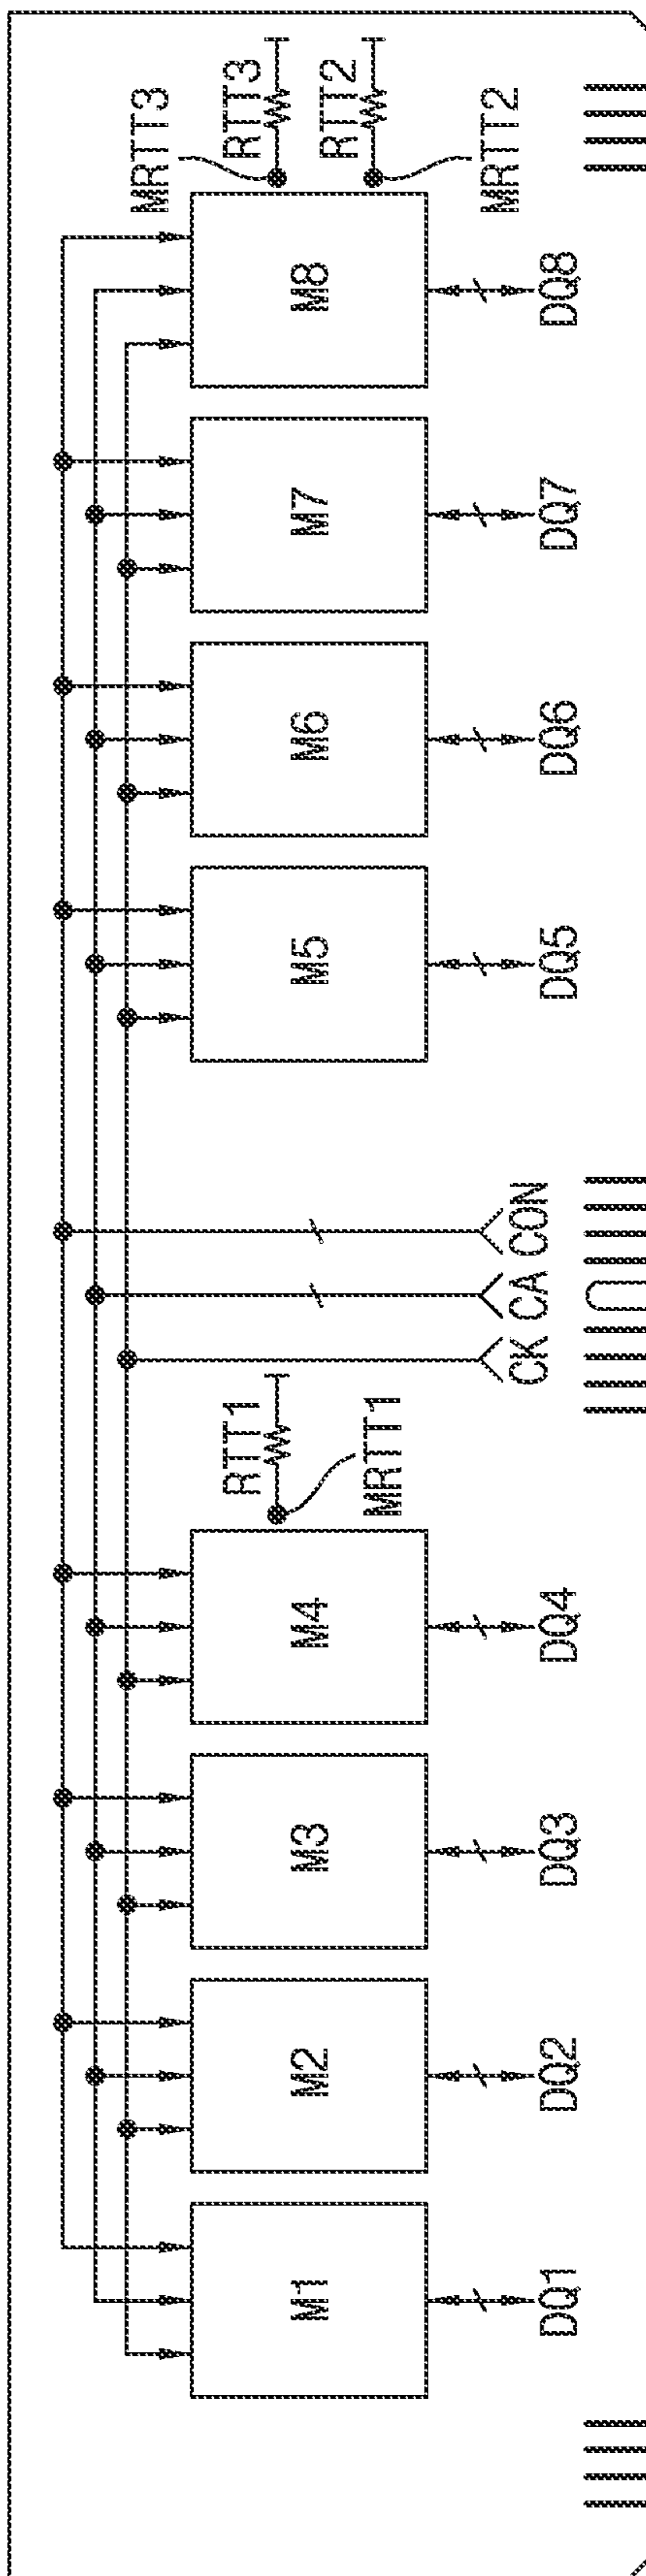 MRTT3
RTT3
RTT2
MRTT2
RTT1
MRTT1
M1
M2
M3
M4
M5
M6
M7
M8
CK
CA
CON
DQ1
DQ2
DQ3
DQ4
DQ5
DQ6
DQ7
DQ8